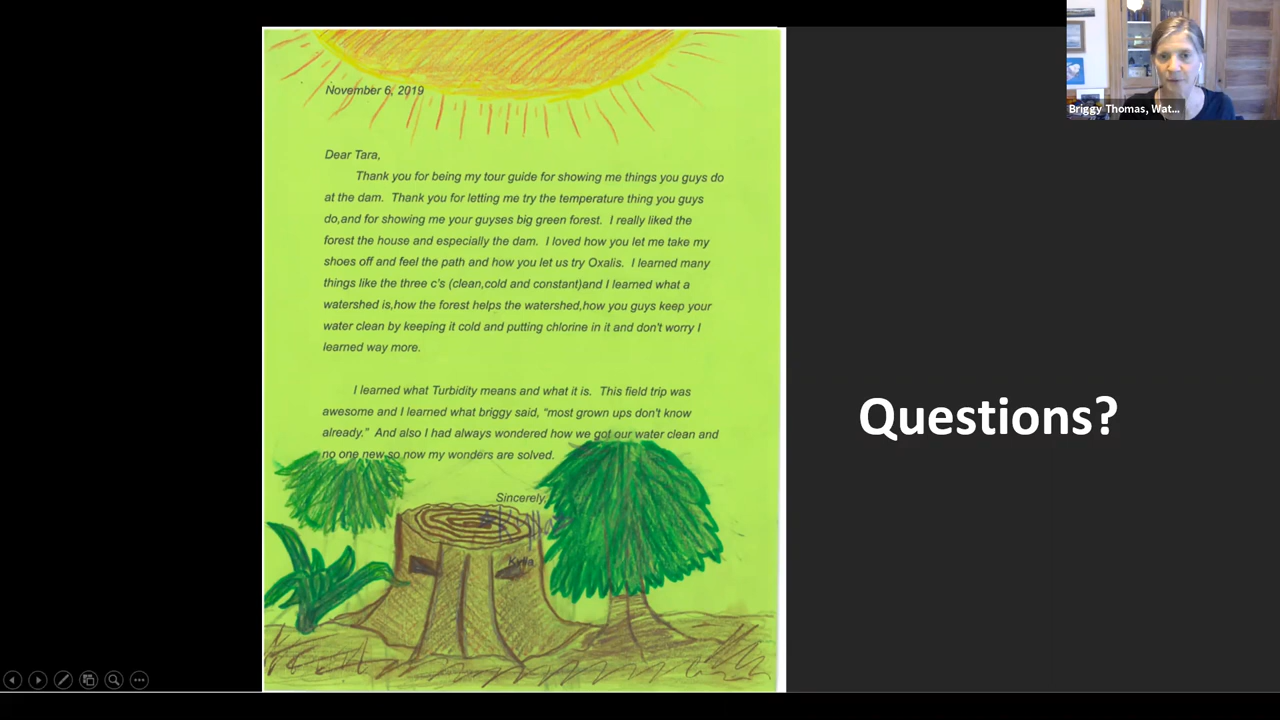 November 6, 2019
Dear Tara,
Thank you for being my tour guide for showing me things you guys do
at the dam. Thank you for letting me try the temperature thing you guys
do,and for showing me your guyses big green forest. I really liked the
forest the house and especially the dam. I loved how you let me take my
shoes off and feel the path and how you let us try Oxalis. I learned many
things like the three c's (clean,cold and constant)and I learned what a
watershed is,how the forest helps the watershed,how you guys keep your
water clean by keeping it cold and putting chlorine in it and don't worry I
learned way more.
I learned what Turbidity means and what it is. This field trip was
awesome and I learned what briggy said, “most grown ups don't know
already.” And also I had always wondered how we got our water clean and
no one new so now my wonders are solved.
Sincerely,
Kylla
Kylla
Questions?
Briggy Thomas, Wat...